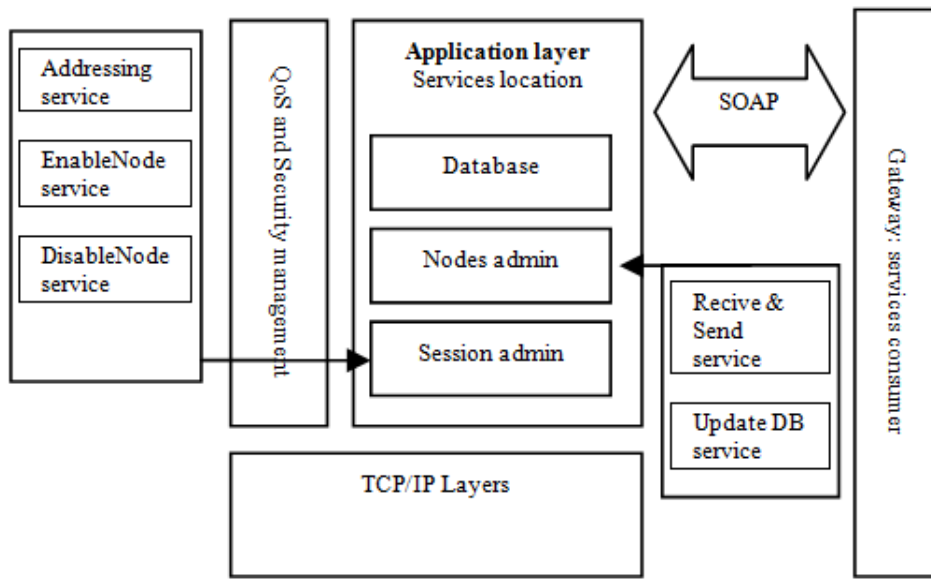 Addressing
service
EnableNode
service
DisableNode
service
QoS and Security management
Application layer
Services location
Database
Nodes admin
Session admin
TCP/IP Layers
SOAP
Recive &
Send
service
Update DB
service
Gateway: services consumer